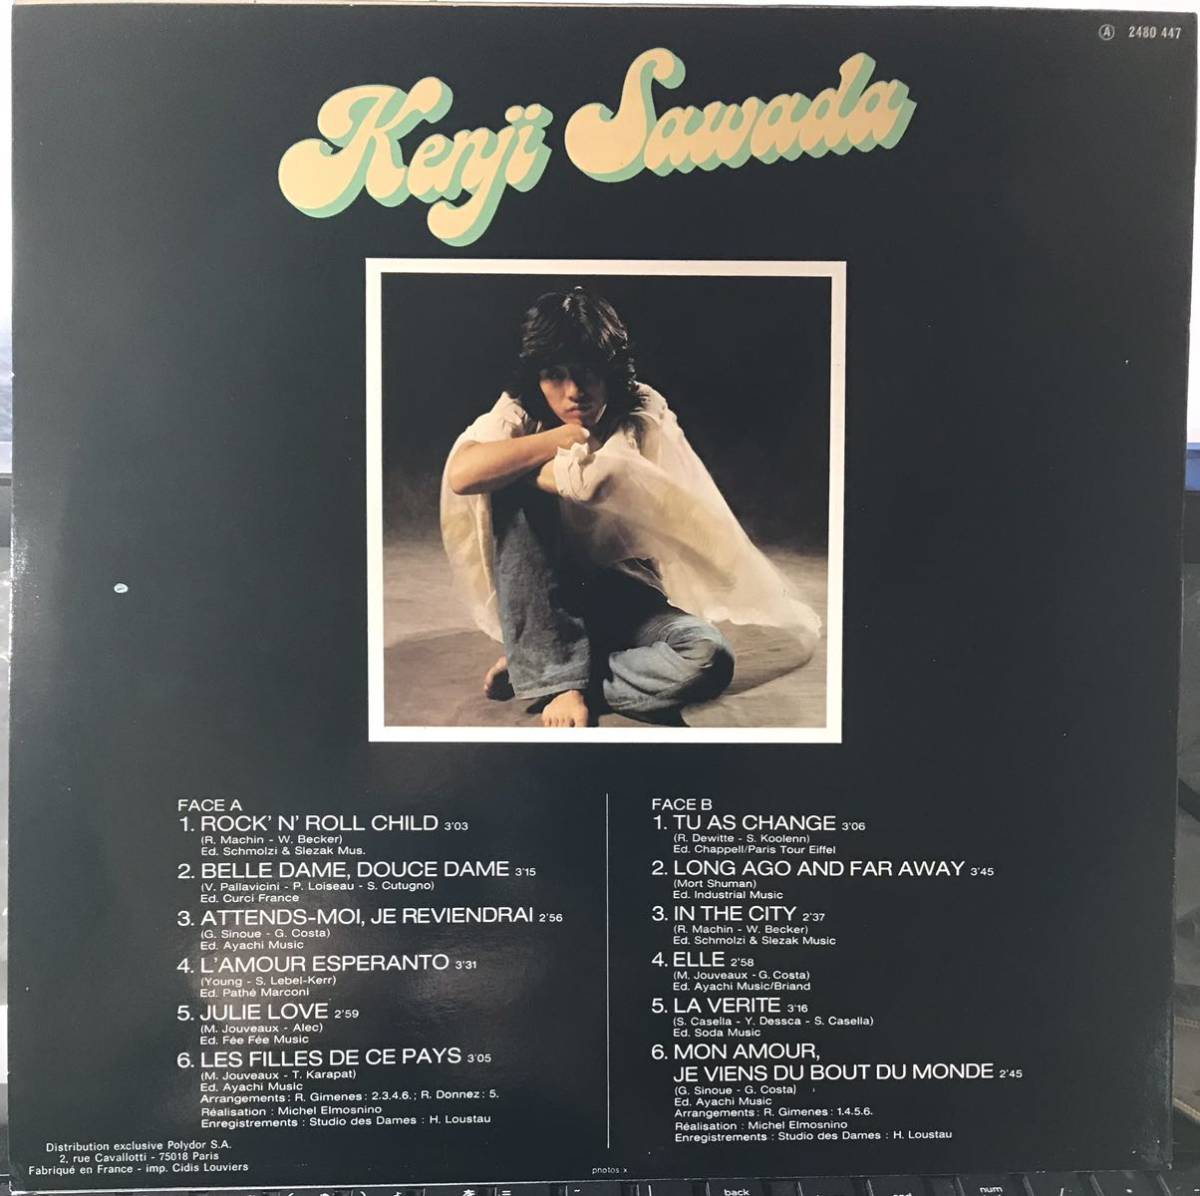 Ⓐ 2480 447
Kenji Sawada
FACE A
1. ROCK' N' ROLL CHILD 3'03
(R. Machin - W. Becker)
Ed. Schmolzi & Slezak Mus.
2. BELLE DAME, DOUCE DAME 3'15
(V. Pallavicini - P. Loiseau - S. Cutugno)
Ed. Curci France
3. ATTENDS-MOI, JE REVIENDRAI 2'56
(G. Sinoue - G. Costa)
Ed. Ayachi Music
4. L'AMOUR ESPERANTO 3'31
(Young - S. Lebel-Kerr)
Ed. Pathé Marconi
5. JULIE LOVE 2'59
(M. Jouveaux - Alec)
Ed. Fée Fée Music
6. LES FILLES DE CE PAYS 3'05
(M. Jouveaux - T. Karapat)
Ed. Ayachi Music
Arrangements : R. Gimenes : 2.3.4.6. ; R. Donnez : 5.
Réalisation : Michel Elmosnino
Enregistrements : Studio des Dames : H. Loustau
FACE B
1. TU AS CHANGE 3'06
(R. Dewitte - S. Koolenn)
Ed. Chappell/Paris Tour Eiffel
2. LONG AGO AND FAR AWAY 3'45
(Mort Shuman)
Ed. Industrial Music
3. IN THE CITY 2'37
(R. Machin - W. Becker)
Ed. Schmolzi & Slezak Music
4. ELLE 2'58
(M. Jouveaux - G. Costa)
Ed. Ayachi Music/Briand
5. LA VERITE 3'16
(S. Casella - Y. Dessca - S. Casella)
Ed. Soda Music
6. MON AMOUR,
JE VIENS DU BOUT DU MONDE 2'45
(G. Sinoue - G. Costa)
Ed. Ayachi Music
Arrangements : R. Gimenes : 1.4.5.6.
Réalisation : Michel Elmosnino
Enregistrements : Studio des Dames : H. Loustau
Distribution exclusive Polydor S.A.
2, rue Cavallotti - 75018 Paris
Fabriqué en France - imp. Cidis Louviers
photos x
back
num